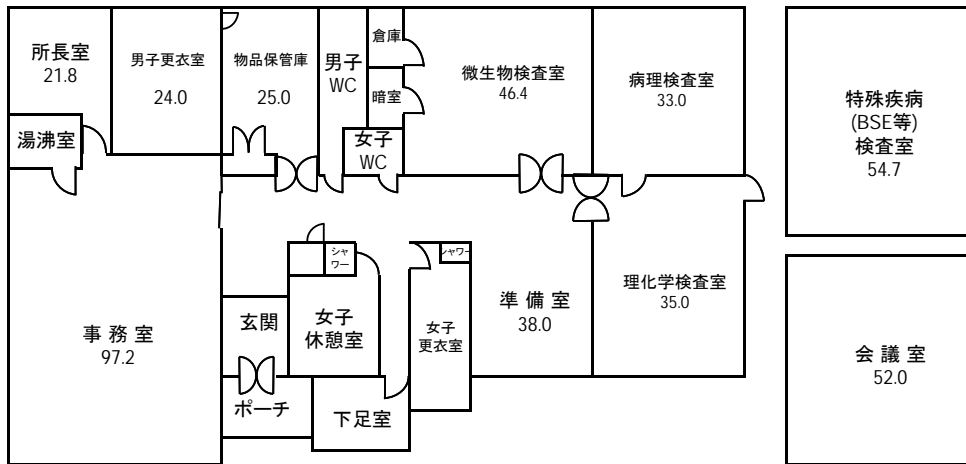 所長室
21.8
男子更衣室
24.0
物品保管庫
25.0
男子
WC
倉庫
暗室
女子
WC
微生物検査室
46.4
病理検査室
33.0
特殊疾病
(BSE等)
検査室
54.7
湯沸室
シャ
ワー
シャワー
事 務 室
97.2
玄関
女子
休憩室
女子
更衣室
準 備 室
38.0
理化学検査室
35.0
会 議 室
52.0
ポーチ
下足室